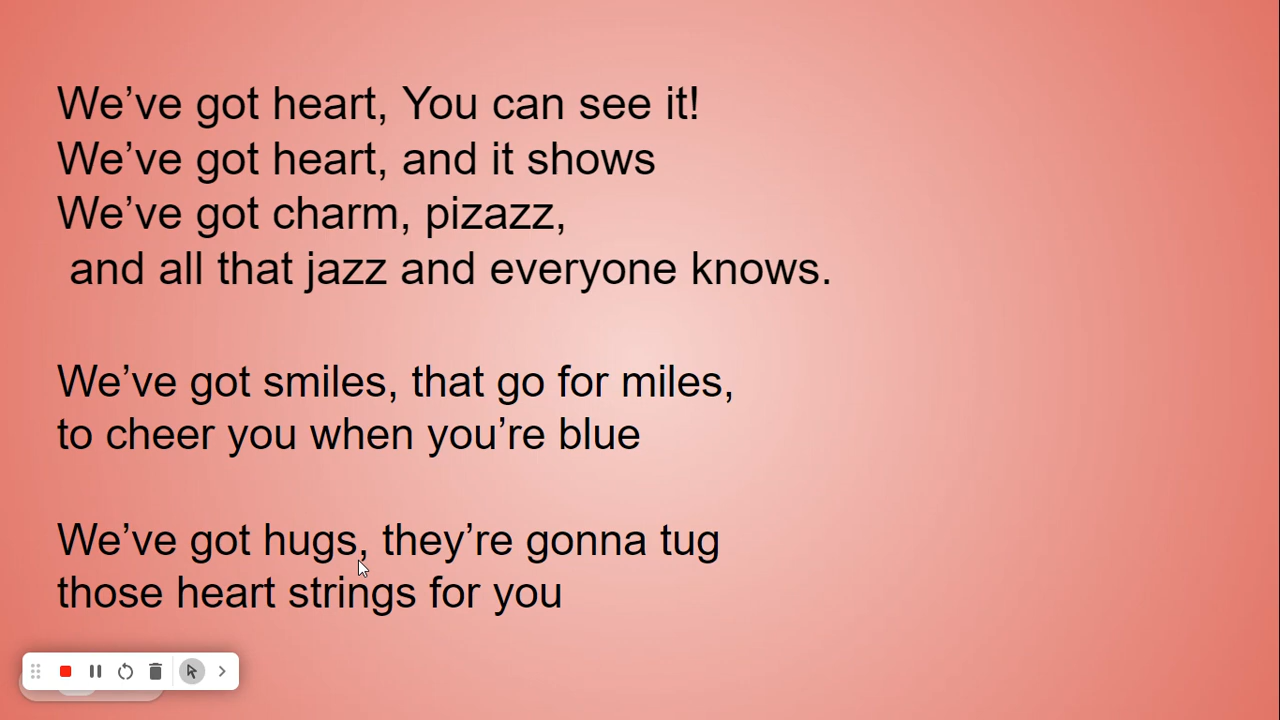 We’ve got heart, You can see it!
We’ve got heart, and it shows
We’ve got charm, pizazz,
and all that jazz and everyone knows.
We’ve got smiles, that go for miles,
to cheer you when you’re blue
We’ve got hugs, they’re gonna tug
those heart strings for you